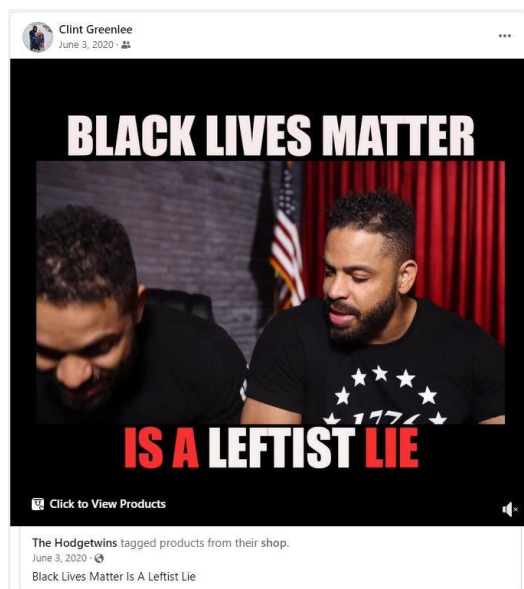 Clint Greenlee
June 3, 2020 ·
BLACK LIVES MATTER
1776
IS A LEFTIST LIE
Click to View Products
The Hodgetwins tagged products from their shop.
June 3, 2020 ·
Black Lives Matter Is A Leftist Lie